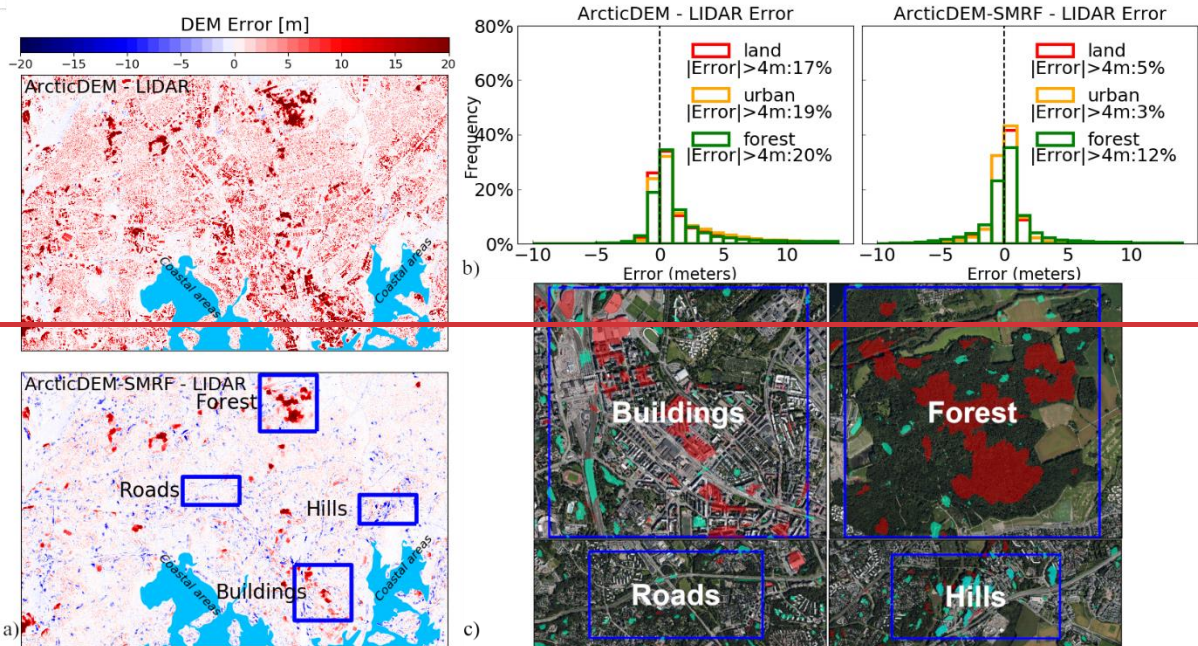 DEM Error [m]
−20 −15 −10 −5 0 5 10 15 20
ArcticDEM - LIDAR
Coastal areas
Coastal areas
ArcticDEM-SMRF - LIDAR
Forest
Roads
Hills
Buildings
Coastal areas
Coastal areas
a)
ArcticDEM - LIDAR Error
80%
60%
40%
20%
0%
Frequency
land
|Error|>4m:17%
urban
|Error|>4m:19%
forest
|Error|>4m:20%
−10 −5 0 5 10
Error (meters)
b)
ArcticDEM-SMRF - LIDAR Error
land
|Error|>4m:5%
urban
|Error|>4m:3%
forest
|Error|>4m:12%
−10 −5 0 5 10
Error (meters)
Buildings
Forest
Roads
Hills
c)